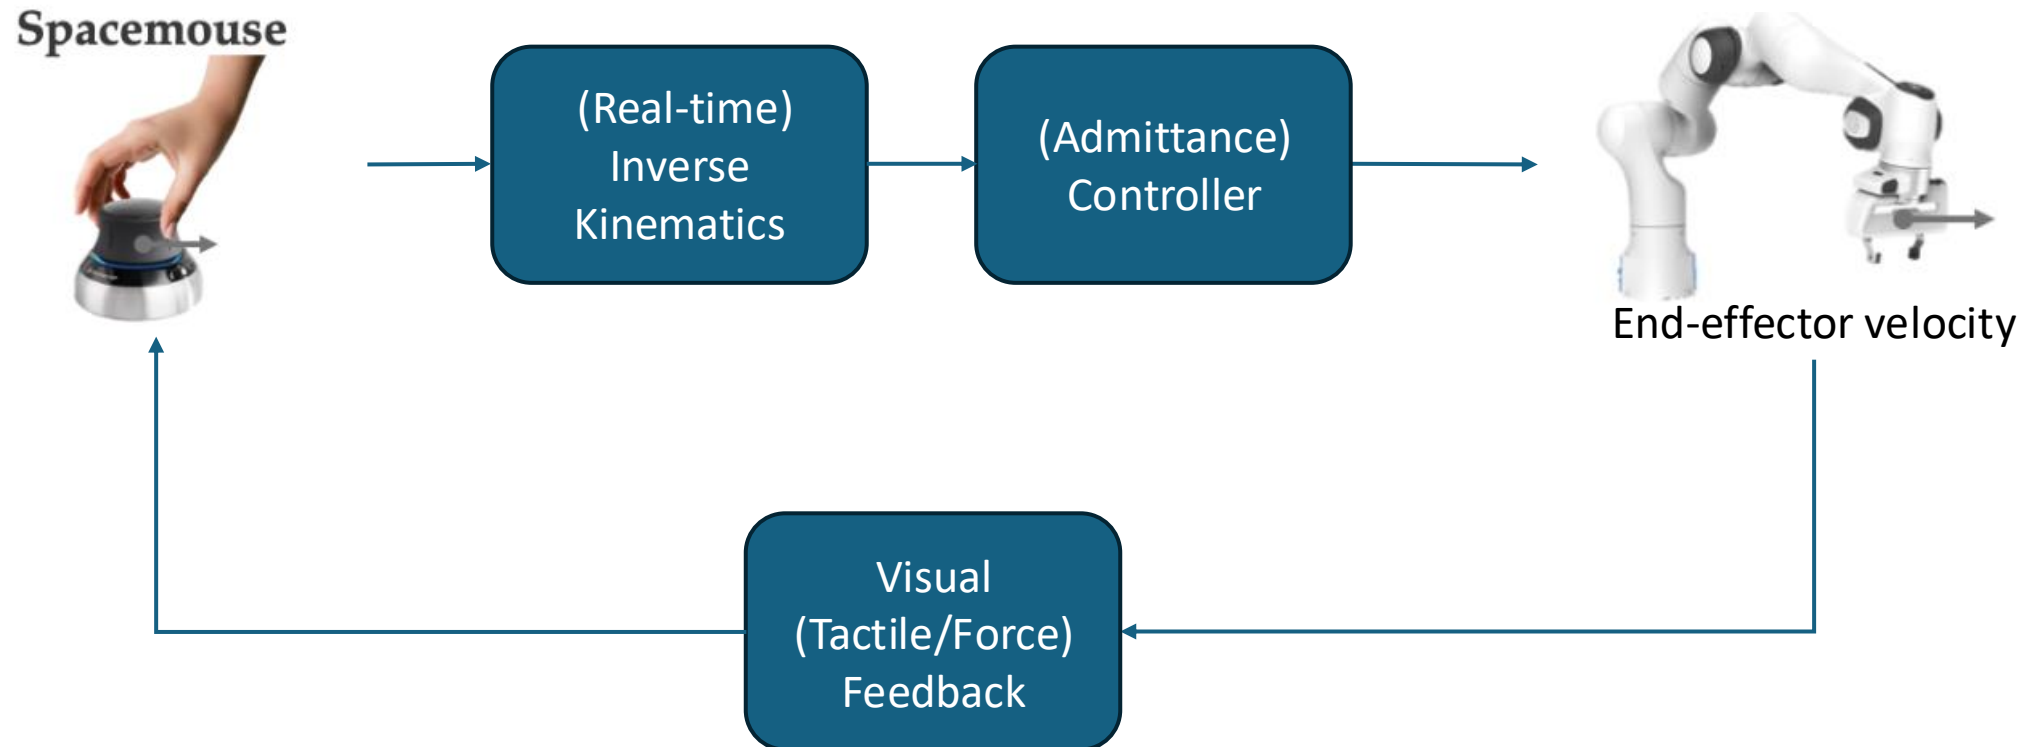 Spacemouse
(Real-time)
Inverse
Kinematics
(Admittance)
Controller
End-effector velocity
Visual
(Tactile/Force)
Feedback